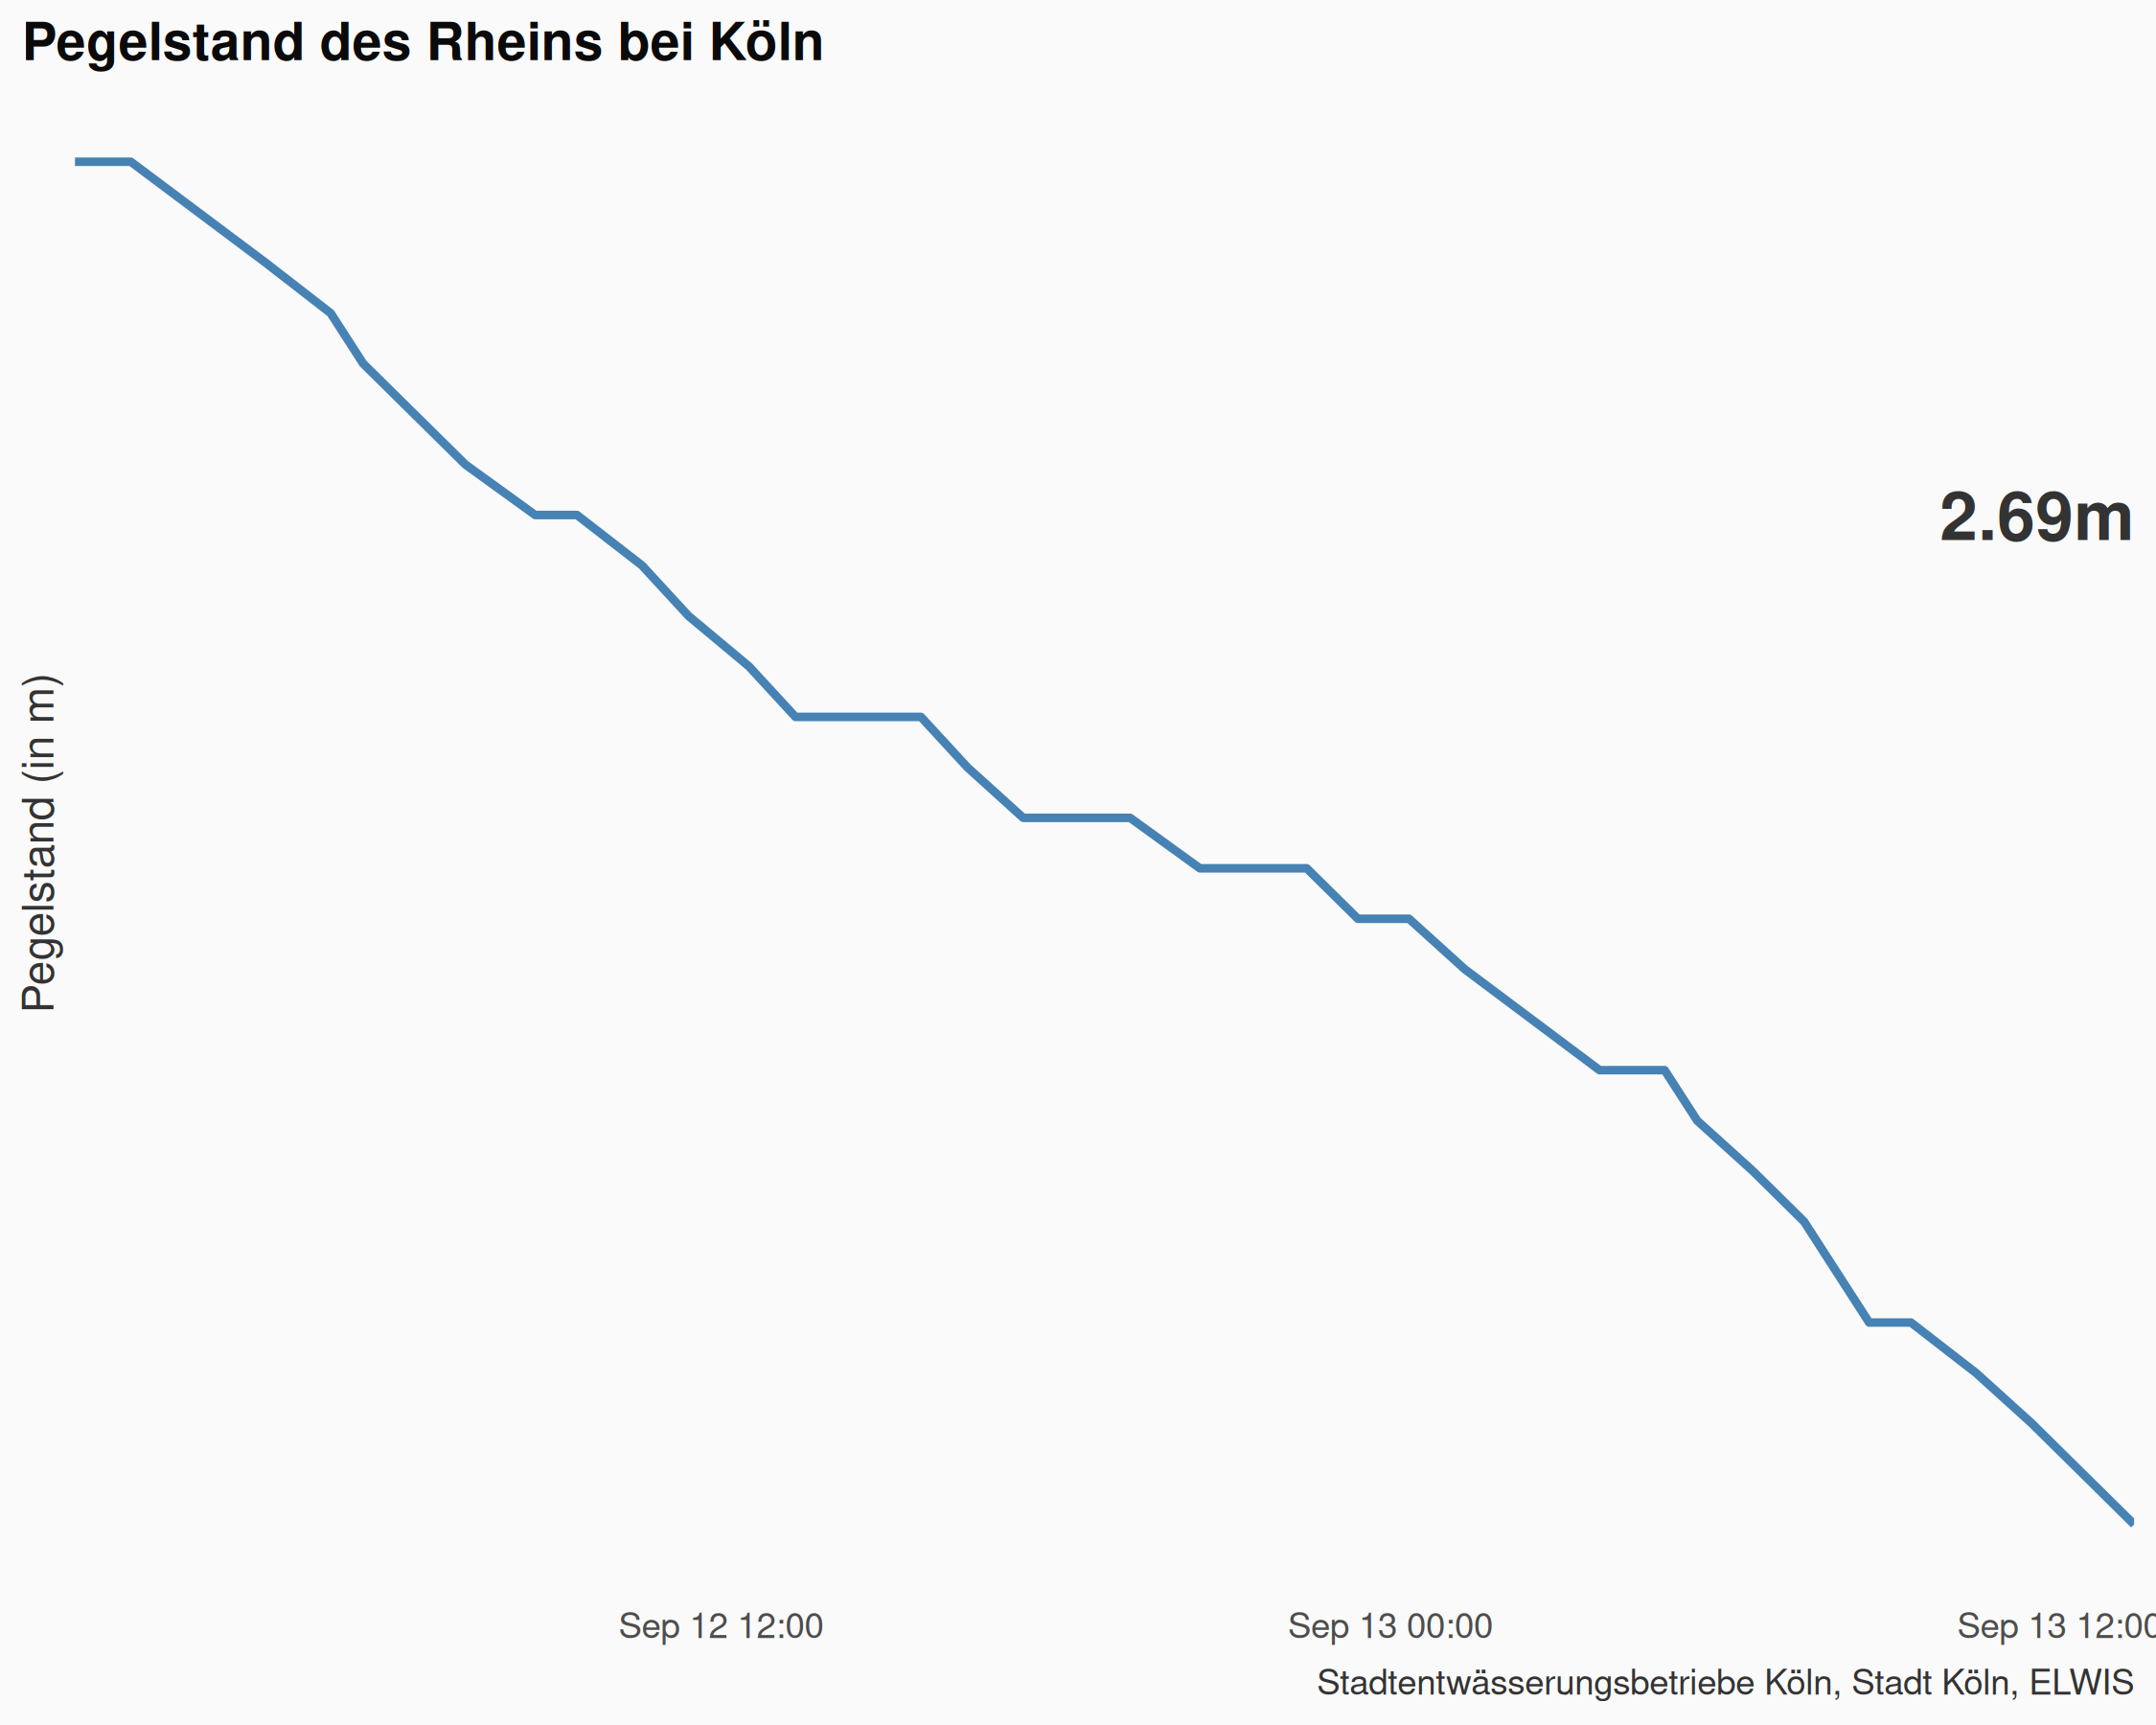 Pegelstand des Rheins bei Köln
2.69m
Pegelstand (in m)
Sep 12 12:00
Sep 13 00:00
Sep 13 12:00
Stadtentwässerungsbetriebe Köln, Stadt Köln, ELWIS